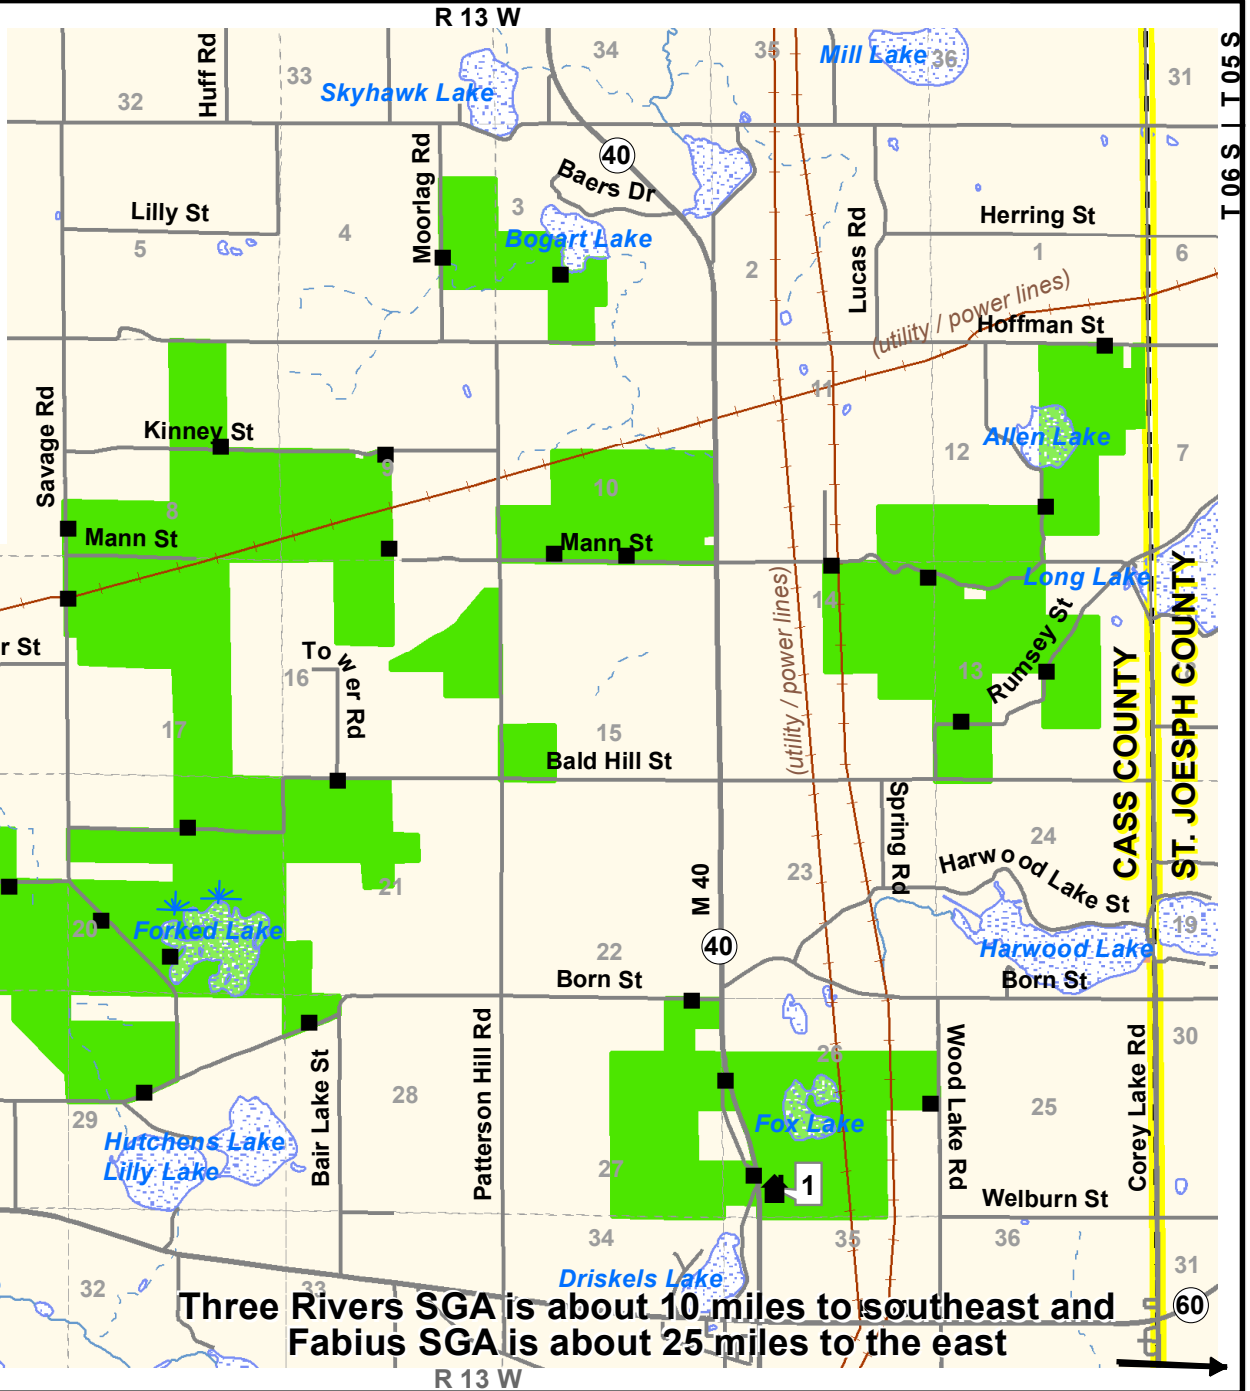 R 13 W
34
35
Mill Lake
36
Huff Rd
33
Skyhawk Lake
32
31
T 06 S | T 05 S
40
Moorlag Rd
Baers Dr
Lilly St
3
Herring St
5
4
Bogart Lake
2
Lucas Rd
1
6
(utility / power lines)
Hoffman St
11
Savage Rd
Kinney St
9
Allen Lake
12
7
8
10
Mann St
Mann St
Long Lake
14
(utility / power lines)
r St
Tower Rd
16
13
Rumsey St
17
15
Bald Hill St
CASS COUNTY
ST. JOESPH COUNTY
Spring Rd
24
23
Harwood Lake St
21
M 40
20
Forked Lake
19
40
22
Harwood Lake
Born St
Born St
Patterson Hill Rd
Wood Lake Rd
Corey Lake Rd
30
26
Bair Lake St
28
25
29
Fox Lake
Hutchens Lake
Lilly Lake
27
1
Welburn St
34
35
36
Driskels Lake
31
32
33
60
Three Rivers SGA is about 10 miles to southeast and
Fabius SGA is about 25 miles to the east
R 13 W